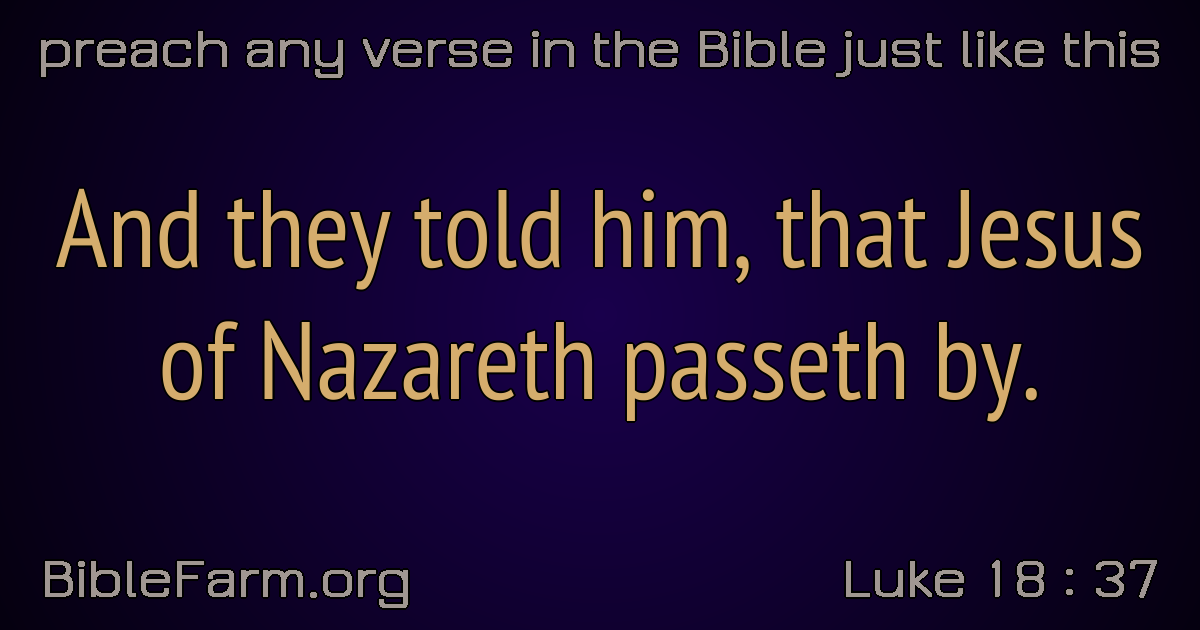 preach any verse in the Bible just like this
And they told him, that Jesus
of Nazareth passeth by.
BibleFarm.org
Luke 18 : 37